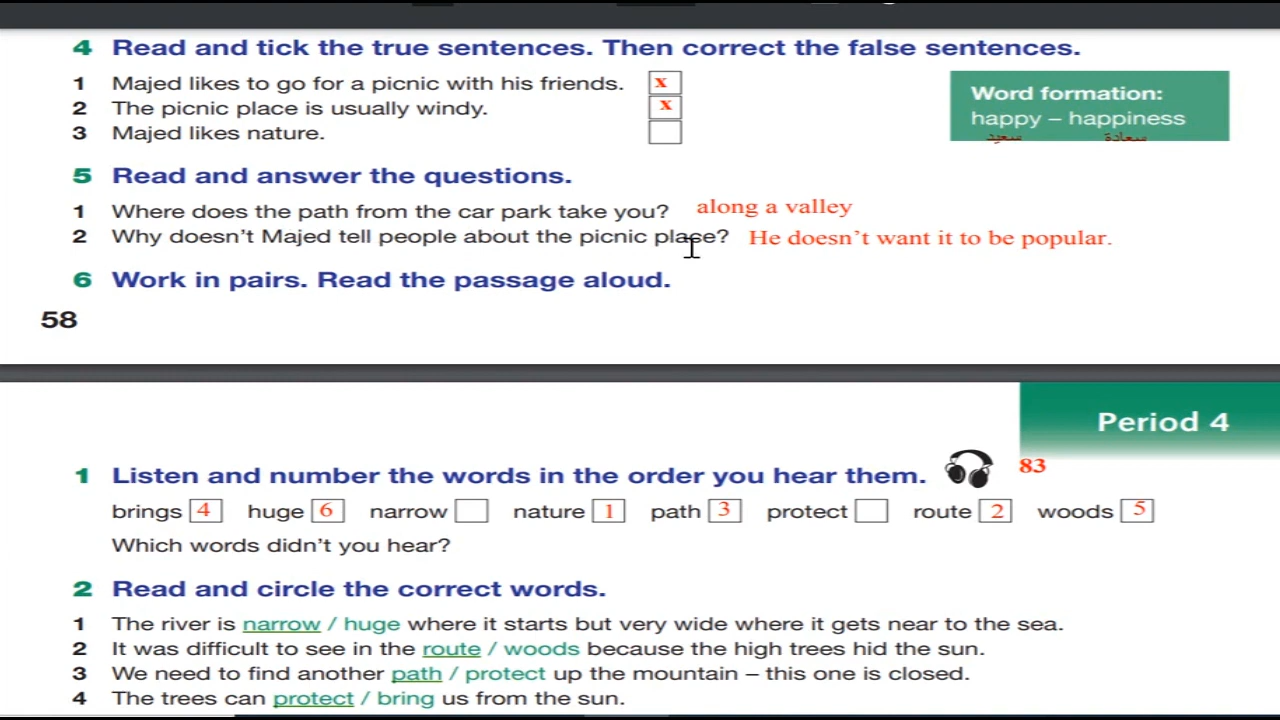 4 Read and tick the true sentences. Then correct the false sentences.
1 Majed likes to go for a picnic with his friends. x
2 The picnic place is usually windy. x
3 Majed likes nature.
Word formation:
happy – happiness
سعيد سعادة
5 Read and answer the questions.
1 Where does the path from the car park take you? along a valley
2 Why doesn't Majed tell people about the picnic place? He doesn't want it to be popular.
6 Work in pairs. Read the passage aloud.
58
Period 4
1 Listen and number the words in the order you hear them. 83
brings 4 huge 6 narrow nature 1 path 3 protect route 2 woods 5
Which words didn't you hear?
2 Read and circle the correct words.
1 The river is narrow / huge where it starts but very wide where it gets near to the sea.
2 It was difficult to see in the route / woods because the high trees hid the sun.
3 We need to find another path / protect up the mountain – this one is closed.
4 The trees can protect / bring us from the sun.